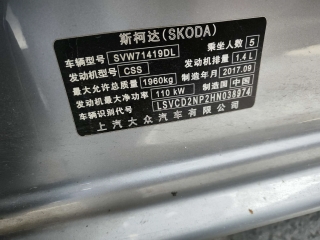 斯柯达(SKODA)
车辆型号 SVW71419DL 乘坐人数 5
发动机型号 CSS 发动机排量 1.4 L
最大允许总质量 1960kg 制造年月 2017.09
发动机最大净功率 110 kW 制造国 中国
车辆识别代号 LSVCD2NP2HN038974
上汽大众汽车有限公司